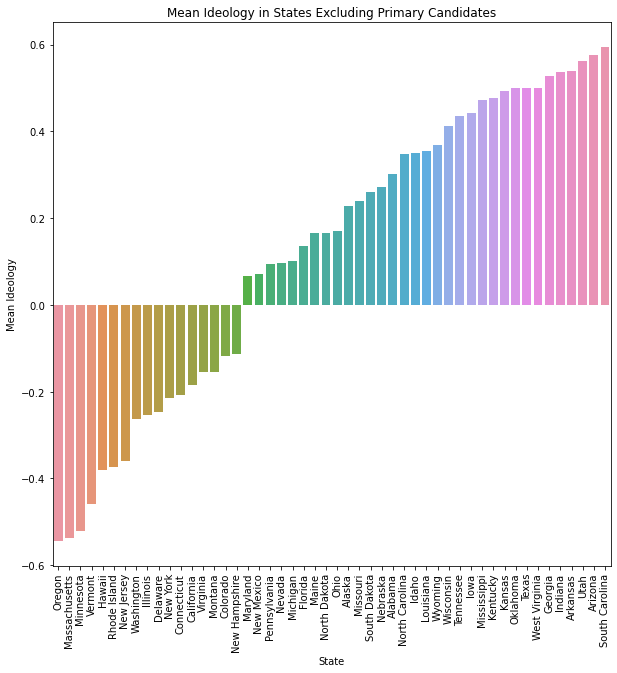 Mean Ideology in States Excluding Primary Candidates
Mean Ideology
0.6
0.4
0.2
0.0
−0.2
−0.4
−0.6
Oregon
Massachusetts
Minnesota
Vermont
Hawaii
Rhode Island
New Jersey
Washington
Illinois
Delaware
New York
Connecticut
California
Virginia
Montana
Colorado
New Hampshire
Maryland
New Mexico
Pennsylvania
Nevada
Michigan
Florida
Maine
North Dakota
Ohio
Alaska
Missouri
South Dakota
Nebraska
Alabama
North Carolina
Idaho
Louisiana
Wyoming
Wisconsin
Tennessee
Iowa
Mississippi
Kentucky
Kansas
Oklahoma
Texas
West Virginia
Georgia
Indiana
Arkansas
Utah
Arizona
South Carolina
State